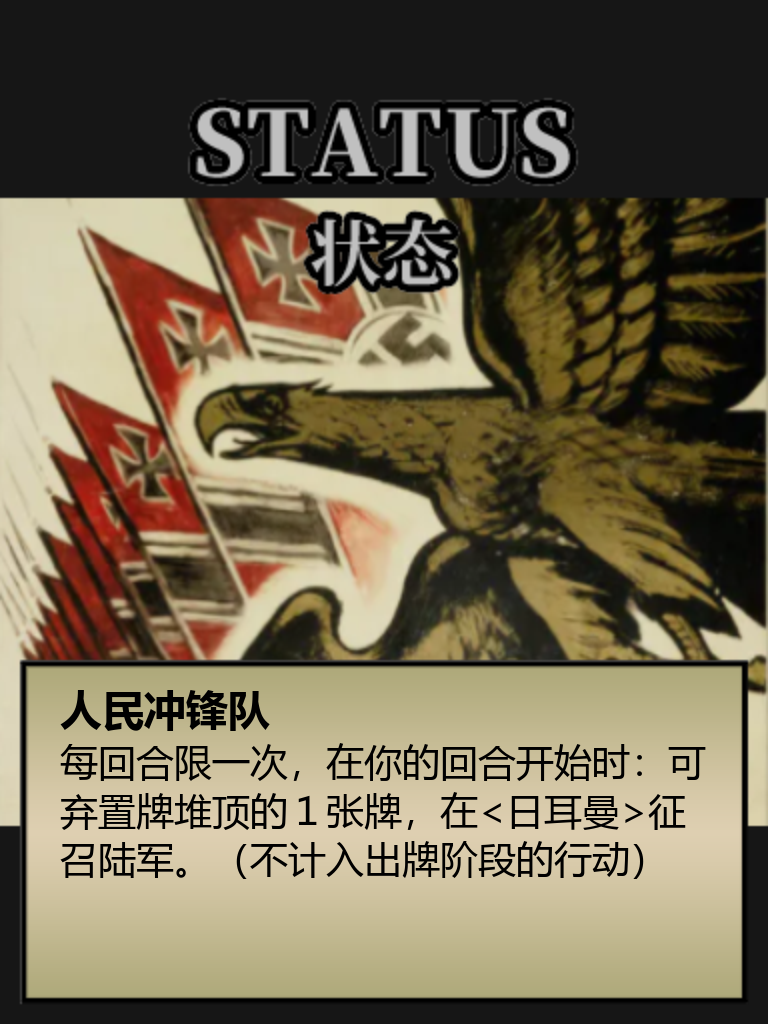 STATUS
状态
人民冲锋队
每回合限一次，在你的回合开始时：可
弃置牌堆顶的１张牌，在<日耳曼>征
召陆军。（不计入出牌阶段的行动）